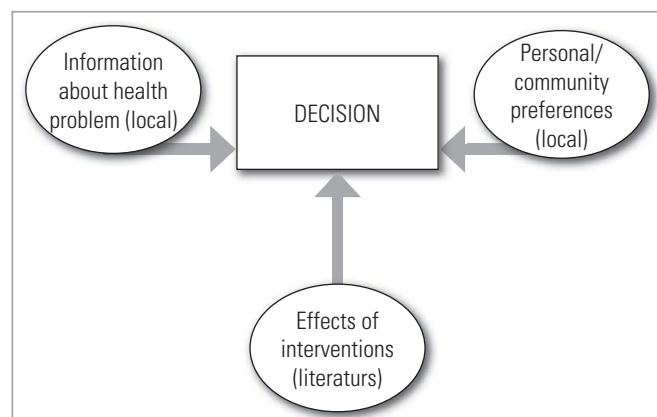 Information
about health
problem (local)
DECISION
Personal/
community
preferences
(local)
Effects of
interventions
(literaturs)